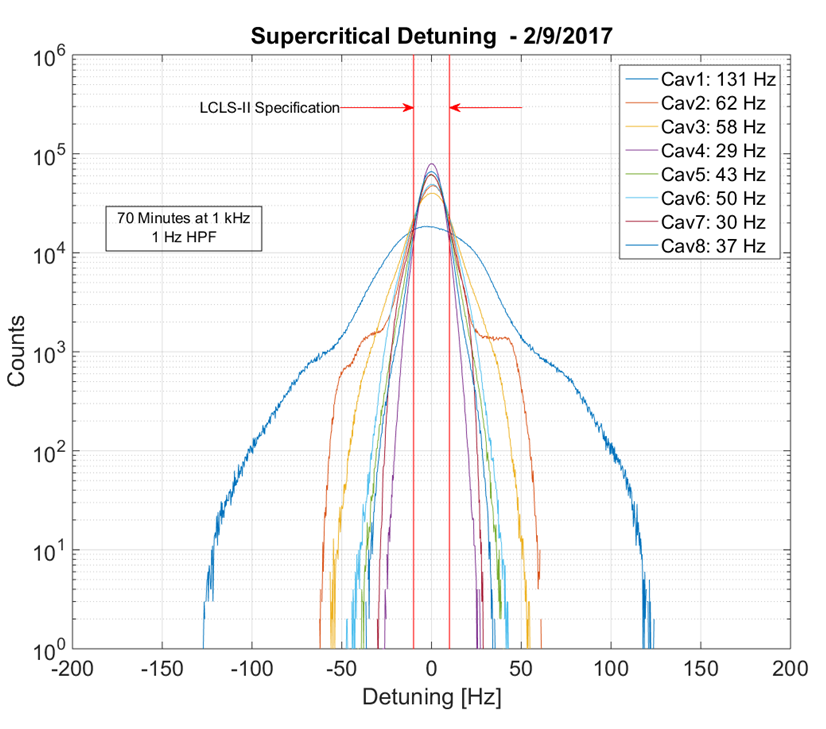 Supercritical Detuning - 2/9/2017
10^6
10^5
10^4
10^3
10^2
10^1
10^0
Counts
LCLS-II Specification
70 Minutes at 1 kHz
1 Hz HPF
Cav1: 131 Hz
Cav2: 62 Hz
Cav3: 58 Hz
Cav4: 29 Hz
Cav5: 43 Hz
Cav6: 50 Hz
Cav7: 30 Hz
Cav8: 37 Hz
-200 -150 -100 -50 0 50 100 150 200
Detuning [Hz]